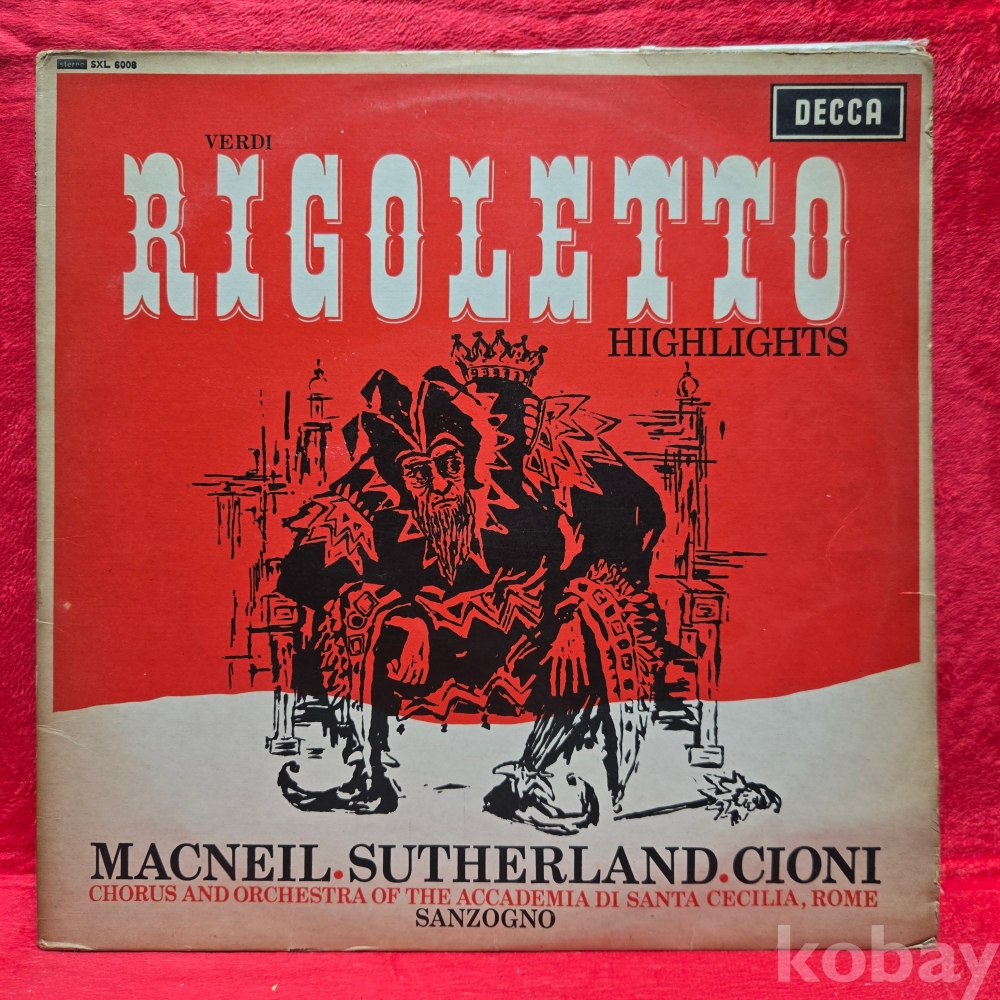 stereo SXL 6008
DECCA
VERDI
RIGOLETTO
HIGHLIGHTS
MACNEIL·SUTHERLAND·CIONI
CHORUS AND ORCHESTRA OF THE ACCADEMIA DI SANTA CECILIA, ROME
SANZOGNO
kobay